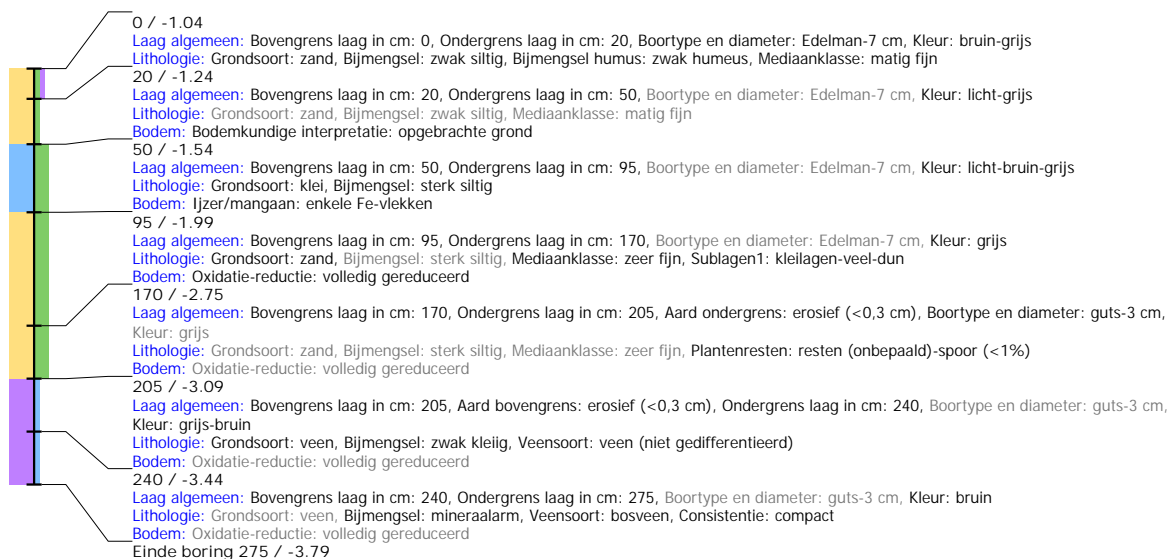 0 / -1.04
Laag algemeen: Bovengrens laag in cm: 0, Ondergrens laag in cm: 20, Boortype en diameter: Edelman-7 cm, Kleur: bruin-grijs
Lithologie: Grondsoort: zand, Bijmengsel: zwak siltig, Bijmengsel humus: zwak humeus, Mediaanklasse: matig fijn
20 / -1.24
Laag algemeen: Bovengrens laag in cm: 20, Ondergrens laag in cm: 50, Boortype en diameter: Edelman-7 cm, Kleur: licht-grijs
Lithologie: Grondsoort: zand, Bijmengsel: zwak siltig, Mediaanklasse: matig fijn
Bodem: Bodemkundige interpretatie: opgebrachte grond
50 / -1.54
Laag algemeen: Bovengrens laag in cm: 50, Ondergrens laag in cm: 95, Boortype en diameter: Edelman-7 cm, Kleur: licht-bruin-grijs
Lithologie: Grondsoort: klei, Bijmengsel: sterk siltig
Bodem: Ijzer/mangaan: enkele Fe-vlekken
95 / -1.99
Laag algemeen: Bovengrens laag in cm: 95, Ondergrens laag in cm: 170, Boortype en diameter: Edelman-7 cm, Kleur: grijs
Lithologie: Grondsoort: zand, Bijmengsel: sterk siltig, Mediaanklasse: zeer fijn, Sublagen1: kleilagen-veel-dun
Bodem: Oxidatie-reductie: volledig gereduceerd
170 / -2.75
Laag algemeen: Bovengrens laag in cm: 170, Ondergrens laag in cm: 205, Aard ondergrens: erosief (<0,3 cm), Boortype en diameter: guts-3 cm,
Kleur: grijs
Lithologie: Grondsoort: zand, Bijmengsel: sterk siltig, Mediaanklasse: zeer fijn, Plantenresten: resten (onbepaald)-spoor (<1%)
Bodem: Oxidatie-reductie: volledig gereduceerd
205 / -3.09
Laag algemeen: Bovengrens laag in cm: 205, Aard bovengrens: erosief (<0,3 cm), Ondergrens laag in cm: 240, Boortype en diameter: guts-3 cm,
Kleur: grijs-bruin
Lithologie: Grondsoort: veen, Bijmengsel: zwak kleiig, Veensoort: veen (niet gedifferentieerd)
Bodem: Oxidatie-reductie: volledig gereduceerd
240 / -3.44
Laag algemeen: Bovengrens laag in cm: 240, Ondergrens laag in cm: 275, Boortype en diameter: guts-3 cm, Kleur: bruin
Lithologie: Grondsoort: veen, Bijmengsel: mineraalarm, Veensoort: bosveen, Consistentie: compact
Bodem: Oxidatie-reductie: volledig gereduceerd
Einde boring 275 / -3.79